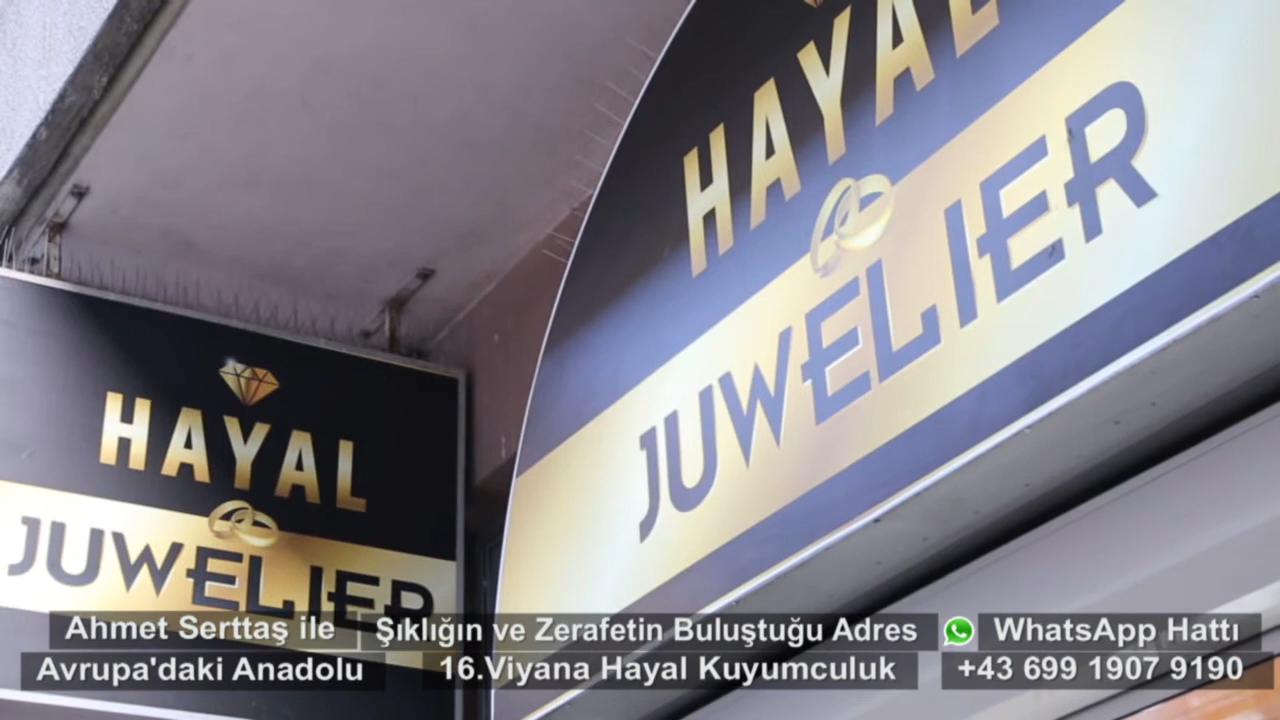 HAYAL
JUWELIER
HAYAL
JUWELIER
Ahmet Serttaş ile
Avrupa'daki Anadolu
Şıklığın ve Zerafetin Buluştuğu Adres
16.Viyana Hayal Kuyumculuk
WhatsApp Hattı
+43 699 1907 9190